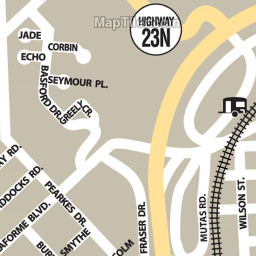 HIGHWAY
23N
JADE
CORBIN
ECHO
BASFORD DR.
SEYMOUR PL.
GREELY CR.
RD.
DDOCKS RD.
PEARKES DR.
AFORME BLVD.
SMYTHE
FRASER DR.
MUTAS RD.
WILSON ST.